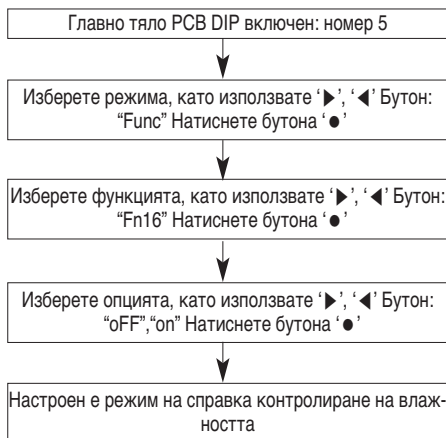 Главно тяло PCB DIP включен: номер 5
Изберете режима, като използвате ‘▶’, ‘◀’ Бутон:
“Func” Натиснете бутона ‘●’
Изберете функцията, като използвате ‘▶’, ‘◀’ Бутон:
“Fn16” Натиснете бутона ‘●’
Изберете опцията, като използвате ‘▶’, ‘◀’ Бутон:
“oFF”,“on” Натиснете бутона ‘●’
Настроен е режим на справка контролиране на влаж-
ността